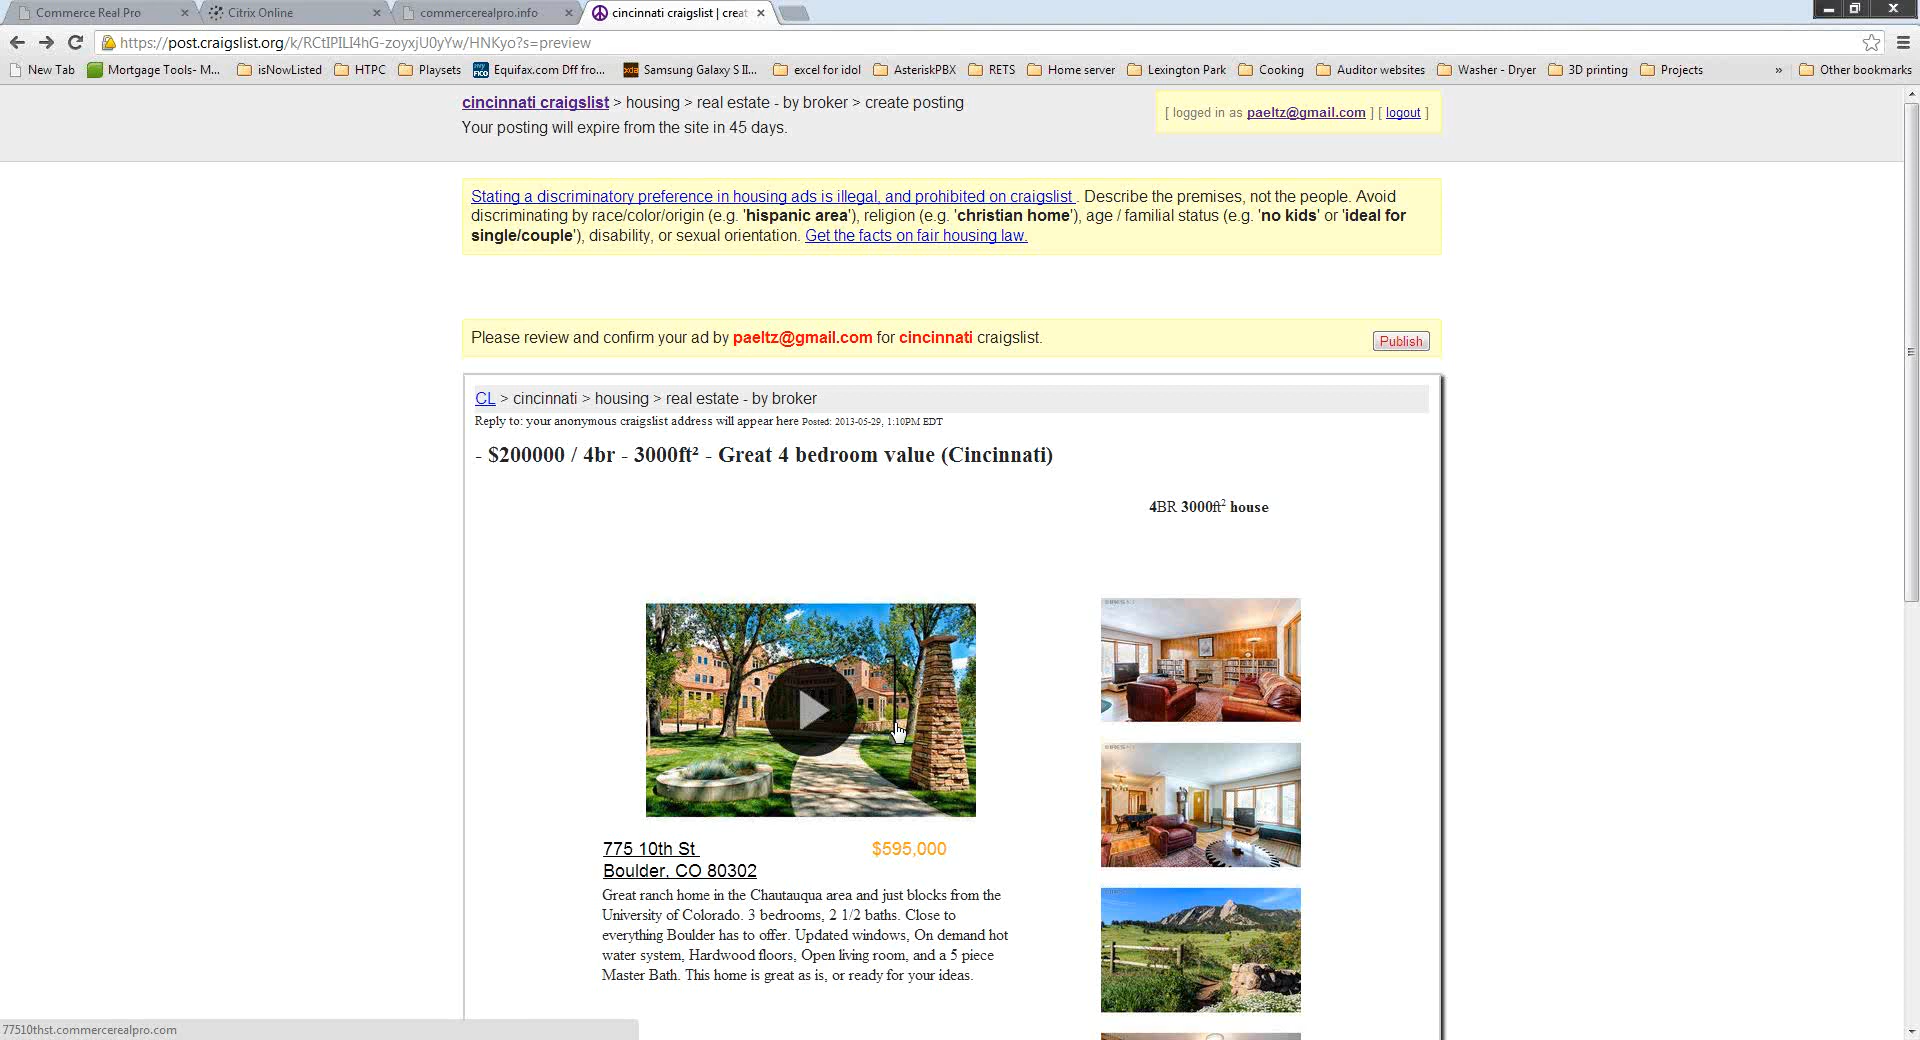 Commerce Real Pro
Citrix Online
commercerealpro.info
cincinnati craigslist | creat
https://post.craigslist.org/k/RCtIPILI4hG-zoyxjU0yYw/HNKyo?s=preview
New Tab
Mortgage Tools- M...
isNowListed
HTPC
Playsets
my FICO
Equifax.com Dff fro...
xda
Samsung Galaxy S II...
excel for idol
AsteriskPBX
RETS
Home server
Lexington Park
Cooking
Auditor websites
Washer - Dryer
3D printing
Projects
»
Other bookmarks
cincinnati craigslist > housing > real estate - by broker > create posting
[ logged in as paeltz@gmail.com ] [ logout ]
Your posting will expire from the site in 45 days.
Stating a discriminatory preference in housing ads is illegal, and prohibited on craigslist . Describe the premises, not the people. Avoid
discriminating by race/color/origin (e.g. 'hispanic area'), religion (e.g. 'christian home'), age / familial status (e.g. 'no kids' or 'ideal for
single/couple'), disability, or sexual orientation. Get the facts on fair housing law.
Please review and confirm your ad by paeltz@gmail.com for cincinnati craigslist.
Publish
CL > cincinnati > housing > real estate - by broker
Reply to: your anonymous craigslist address will appear here Posted: 2013-05-29, 1:10PM EDT
- $200000 / 4br - 3000ft² - Great 4 bedroom value (Cincinnati)
4BR 3000ft² house
775 10th St
$595,000
Boulder, CO 80302
Great ranch home in the Chautauqua area and just blocks from the
University of Colorado. 3 bedrooms, 2 1/2 baths. Close to
everything Boulder has to offer. Updated windows, On demand hot
water system, Hardwood floors, Open living room, and a 5 piece
Master Bath. This home is great as is, or ready for your ideas.
77510thst.commercerealpro.com